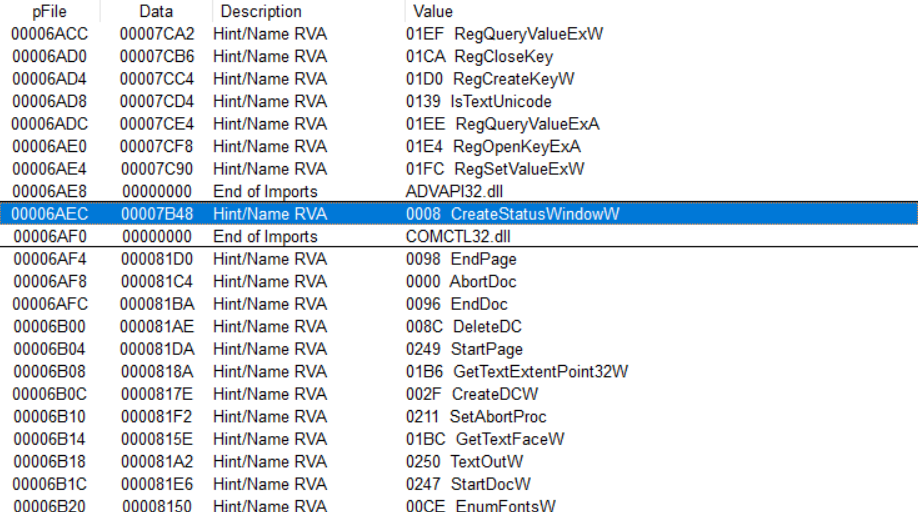 pFile Data Description Value
00006ACC 00007CA2 Hint/Name RVA 01EF RegQueryValueExW
00006AD0 00007CB6 Hint/Name RVA 01CA RegCloseKey
00006AD4 00007CC4 Hint/Name RVA 01D0 RegCreateKeyW
00006AD8 00007CD4 Hint/Name RVA 0139 IsTextUnicode
00006ADC 00007CE4 Hint/Name RVA 01EE RegQueryValueExA
00006AE0 00007CF8 Hint/Name RVA 01E4 RegOpenKeyExA
00006AE4 00007C90 Hint/Name RVA 01FC RegSetValueExW
00006AE8 00000000 End of Imports ADVAPI32.dll
00006AEC 00007B48 Hint/Name RVA 0008 CreateStatusWindowW
00006AF0 00000000 End of Imports COMCTL32.dll
00006AF4 000081D0 Hint/Name RVA 0098 EndPage
00006AF8 000081C4 Hint/Name RVA 0000 AbortDoc
00006AFC 000081BA Hint/Name RVA 0096 EndDoc
00006B00 000081AE Hint/Name RVA 008C DeleteDC
00006B04 000081DA Hint/Name RVA 0249 StartPage
00006B08 0000818A Hint/Name RVA 01B6 GetTextExtentPoint32W
00006B0C 0000817E Hint/Name RVA 002F CreateDCW
00006B10 000081F2 Hint/Name RVA 0211 SetAbortProc
00006B14 0000815E Hint/Name RVA 01BC GetTextFaceW
00006B18 000081A2 Hint/Name RVA 0250 TextOutW
00006B1C 000081E6 Hint/Name RVA 0247 StartDocW
00006B20 00008150 Hint/Name RVA 00CE EnumFontsW